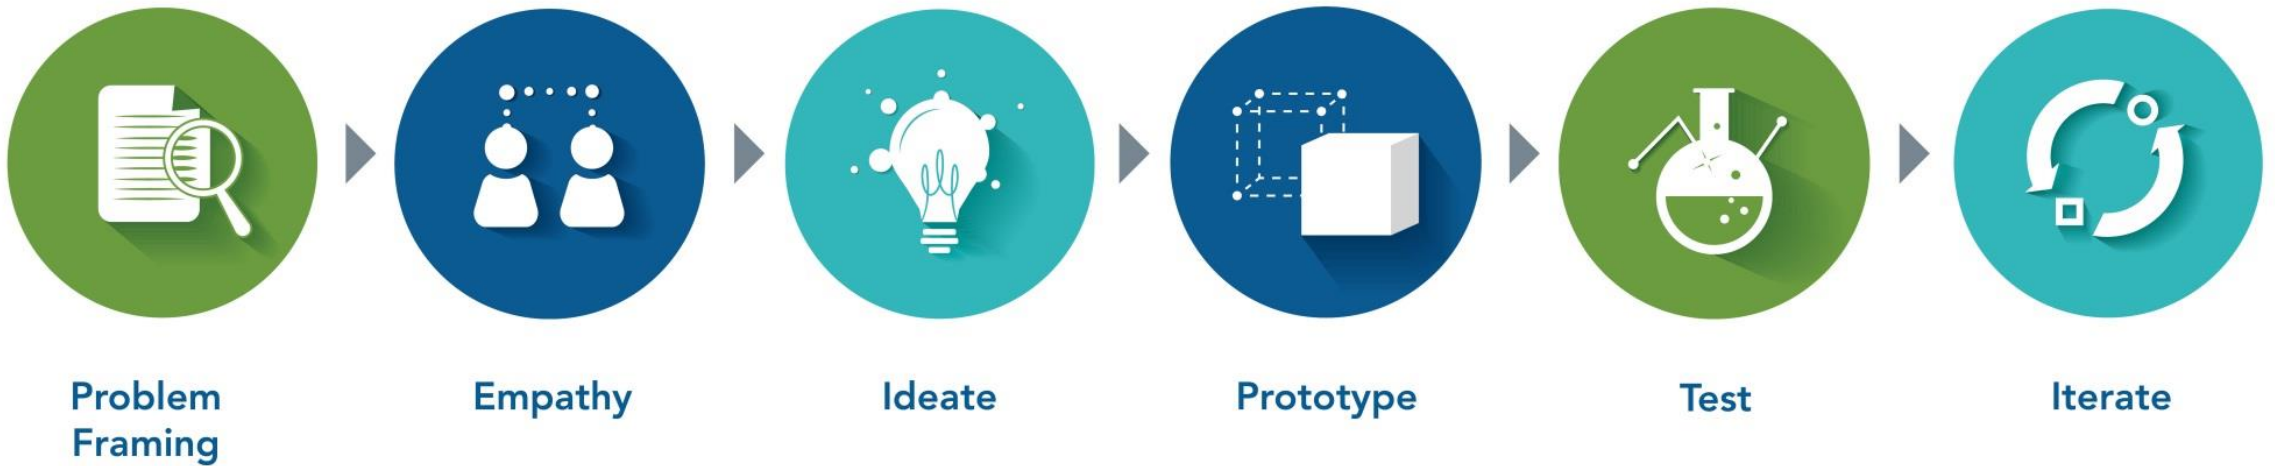 Problem
Framing
Empathy
Ideate
Prototype
Test
Iterate